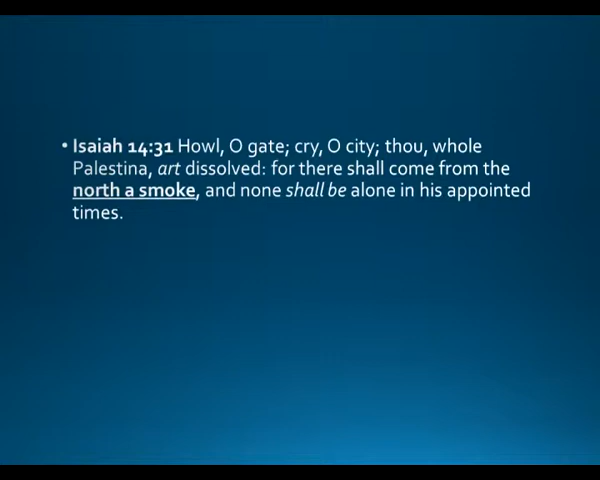 • Isaiah 14:31 Howl, O gate; cry, O city; thou, whole
Palestina, art dissolved: for there shall come from the
north a smoke, and none shall be alone in his appointed
times.